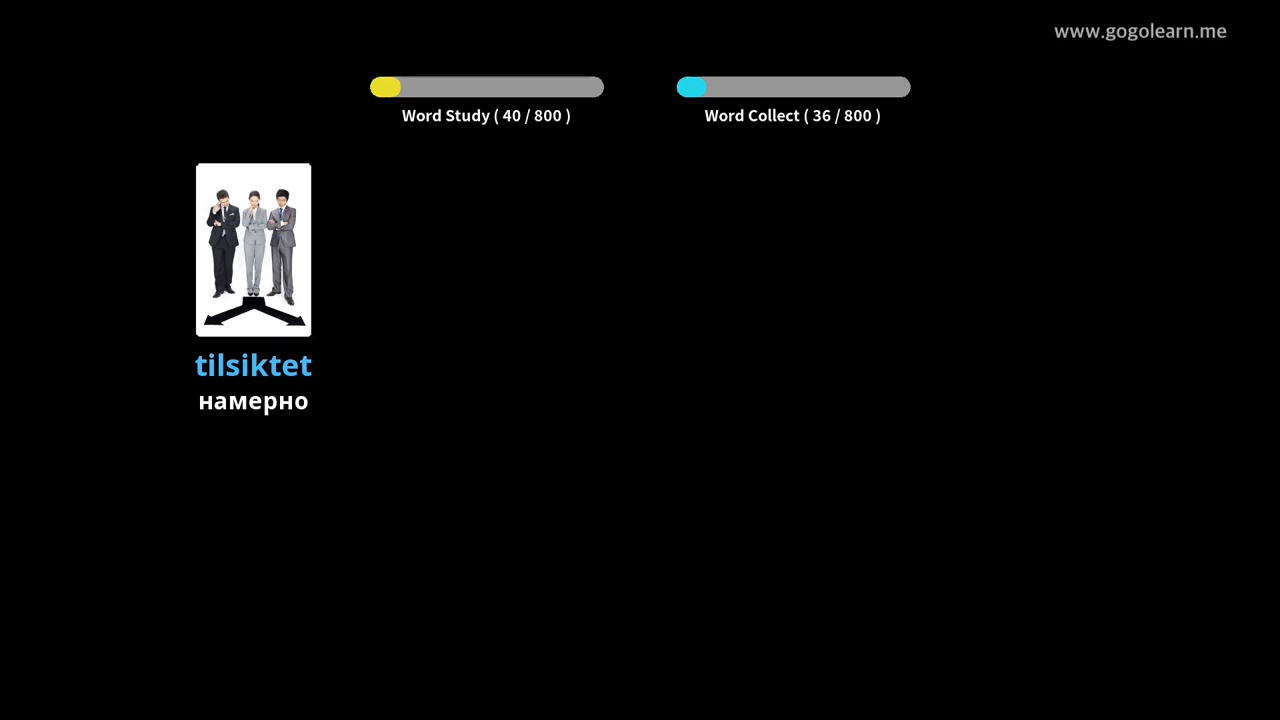 www.gogolearn.me
Word Study ( 40 / 800 )
Word Collect ( 36 / 800 )
tilsiktet
намерно